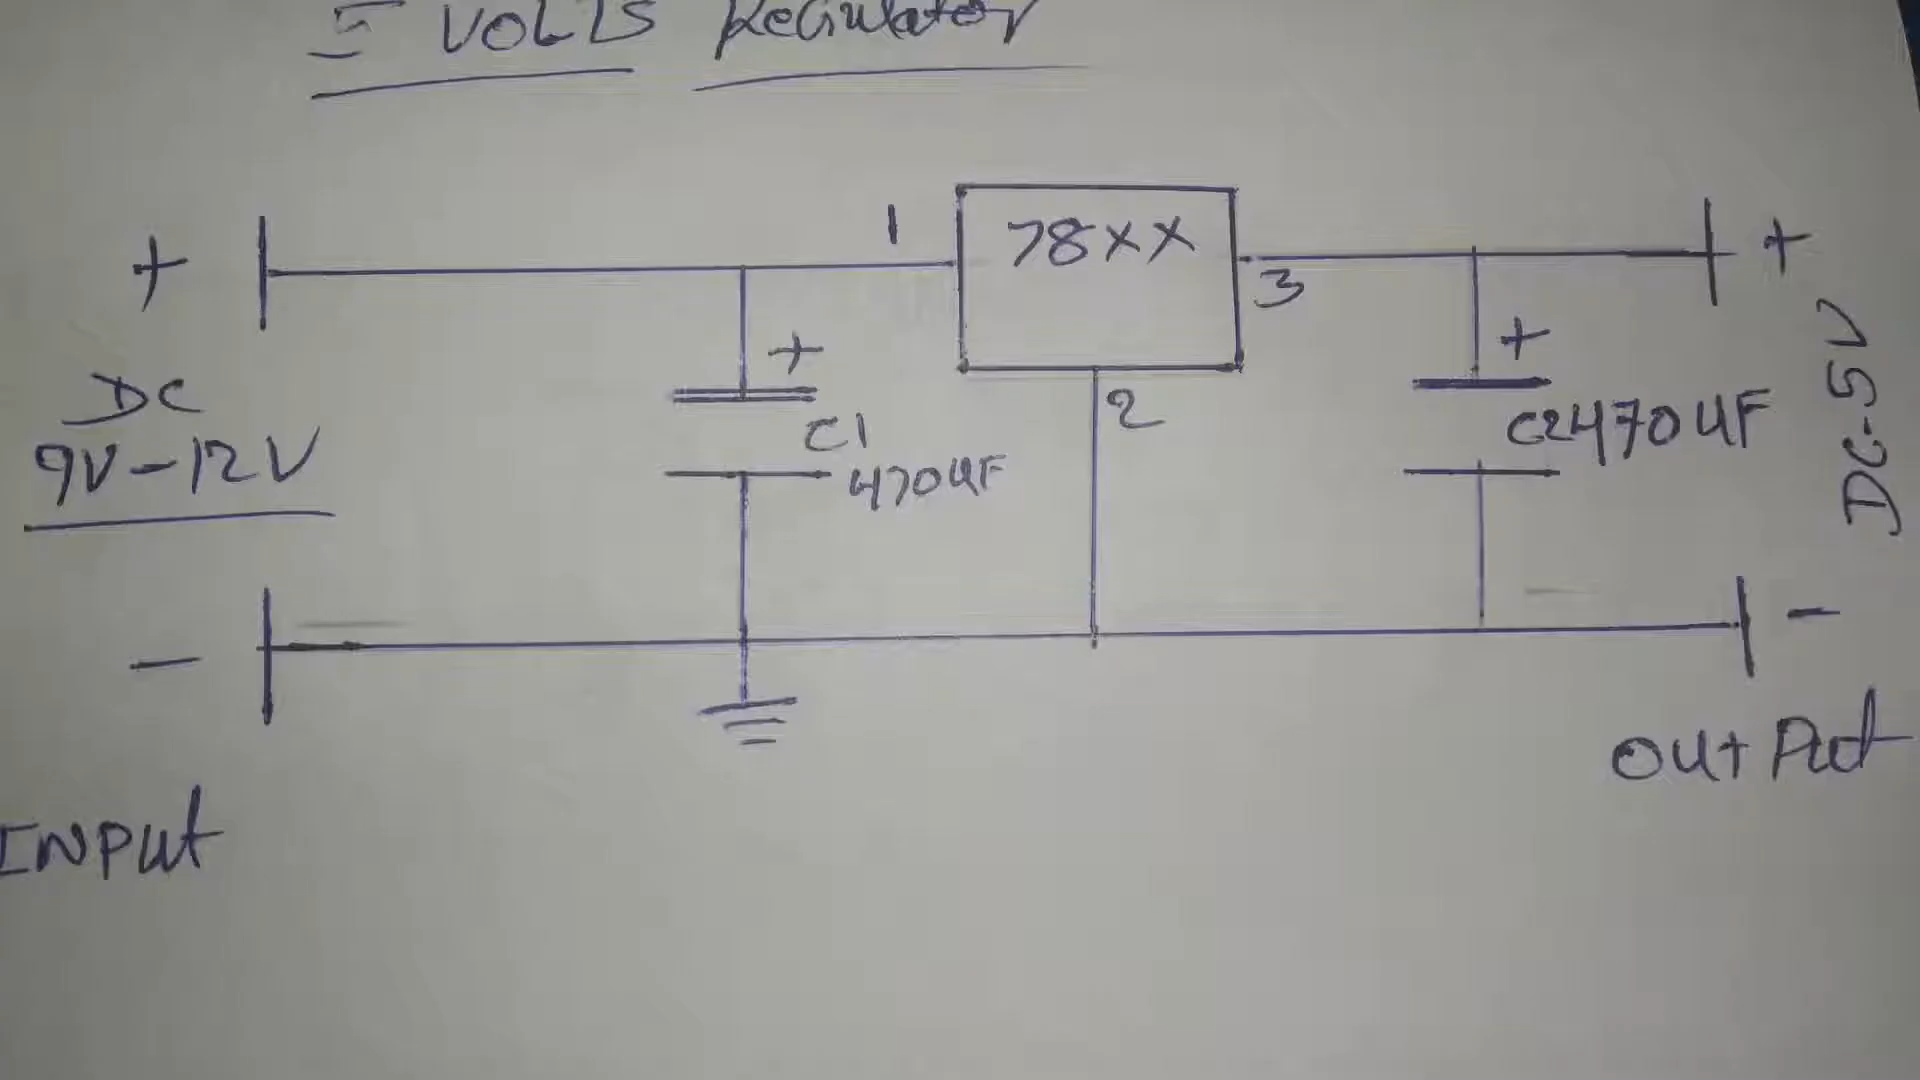 5 VOLTS Regulator
1
78XX
3
+
+
DC
9V-12V
+
C1
470UF
2
+
C2470UF
DC-5V
-
-
OUTPut
INPut